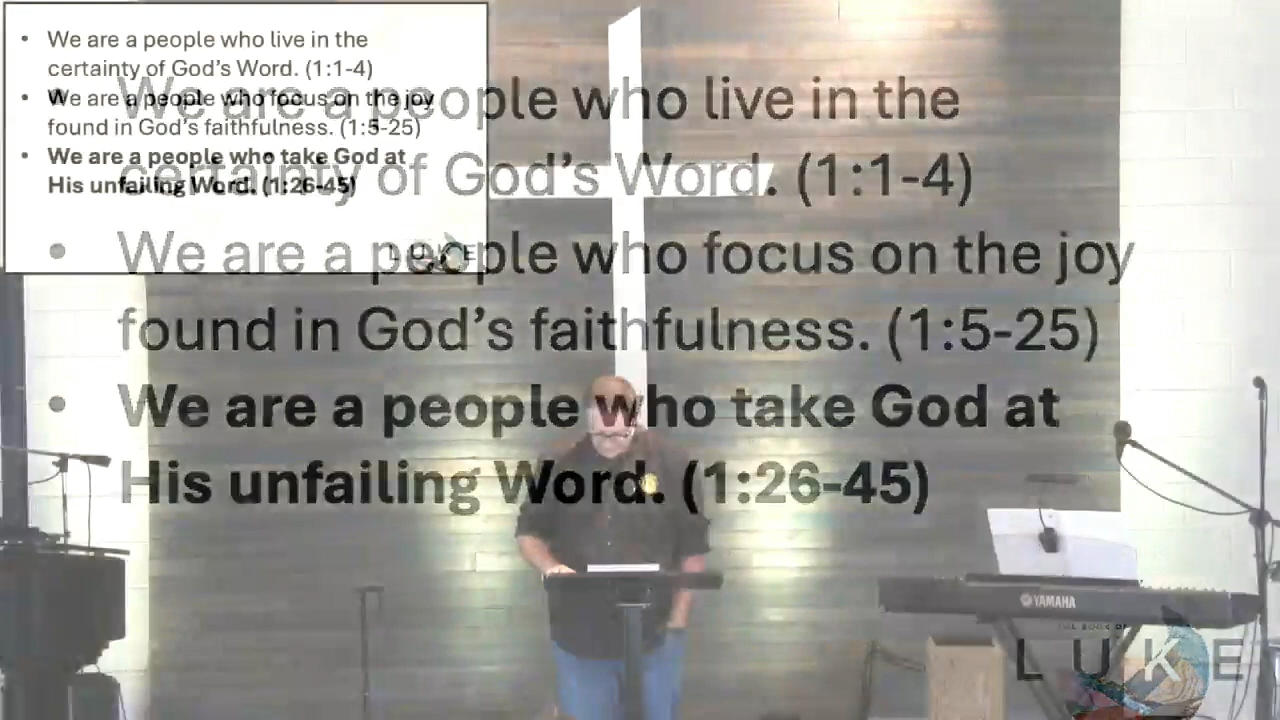 • We are a people who live in the
certainty of God's Word. (1:1-4)
• We are a people who focus on the joy
found in God's faithfulness. (1:5-25)
• We are a people who take God at
His unfailing Word. (1:26-45)
LUKE
We are a people who live in the
certainty of God's Word. (1:1-4)
• We are a people who focus on the joy
found in God's faithfulness. (1:5-25)
• We are a people who take God at
His unfailing Word. (1:26-45)
YAMAHA
THE BOOK OF
LUKE